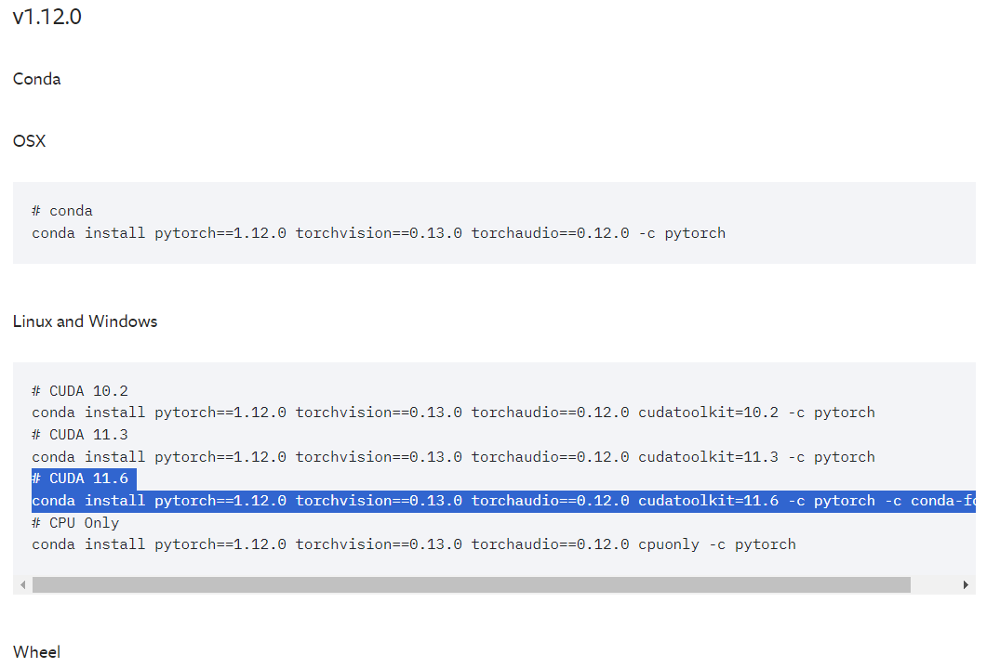 v1.12.0
Conda
OSX
# conda
conda install pytorch==1.12.0 torchvision==0.13.0 torchaudio==0.12.0 -c pytorch
Linux and Windows
# CUDA 10.2
conda install pytorch==1.12.0 torchvision==0.13.0 torchaudio==0.12.0 cudatoolkit=10.2 -c pytorch
# CUDA 11.3
conda install pytorch==1.12.0 torchvision==0.13.0 torchaudio==0.12.0 cudatoolkit=11.3 -c pytorch
# CUDA 11.6
conda install pytorch==1.12.0 torchvision==0.13.0 torchaudio==0.12.0 cudatoolkit=11.6 -c pytorch -c
# CPU Only
conda install pytorch==1.12.0 torchvision==0.13.0 torchaudio==0.12.0 cpuonly -c pytorch
Wheel